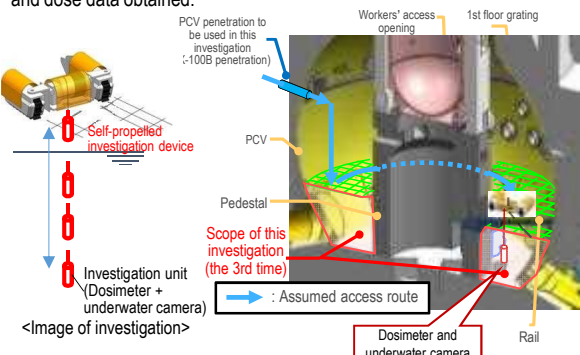 and dose data obtained.
PCV penetration to
be used in this
investigation
(X-100B penetration)
Workers' access
opening
1st floor grating
Self-propelled
investigation device
PCV
Pedestal
Scope of this
investigation
(the 3rd time)
Investigation unit
(Dosimeter +
underwater camera)
<Image of investigation>
: Assumed access route
Dosimeter and
underwater camera
Rail